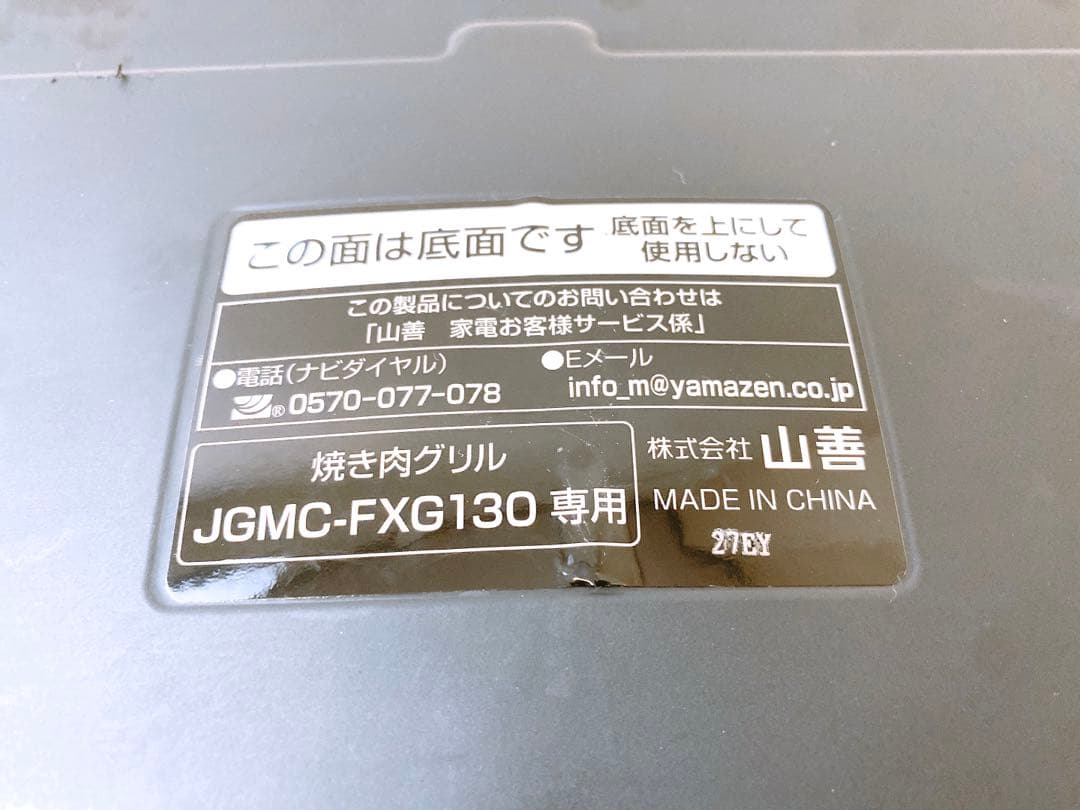 この面は底面です
底面を上にして
使用しない
この製品についてのお問い合わせは
「山善 家電お客様サービス係」
●電話(ナビダイヤル)
® 0570-077-078
●Eメール
info_m@yamazen.co.jp
焼き肉グリル
JGMC-FXG130 専用
株式会社 山善
MADE IN CHINA
27EY